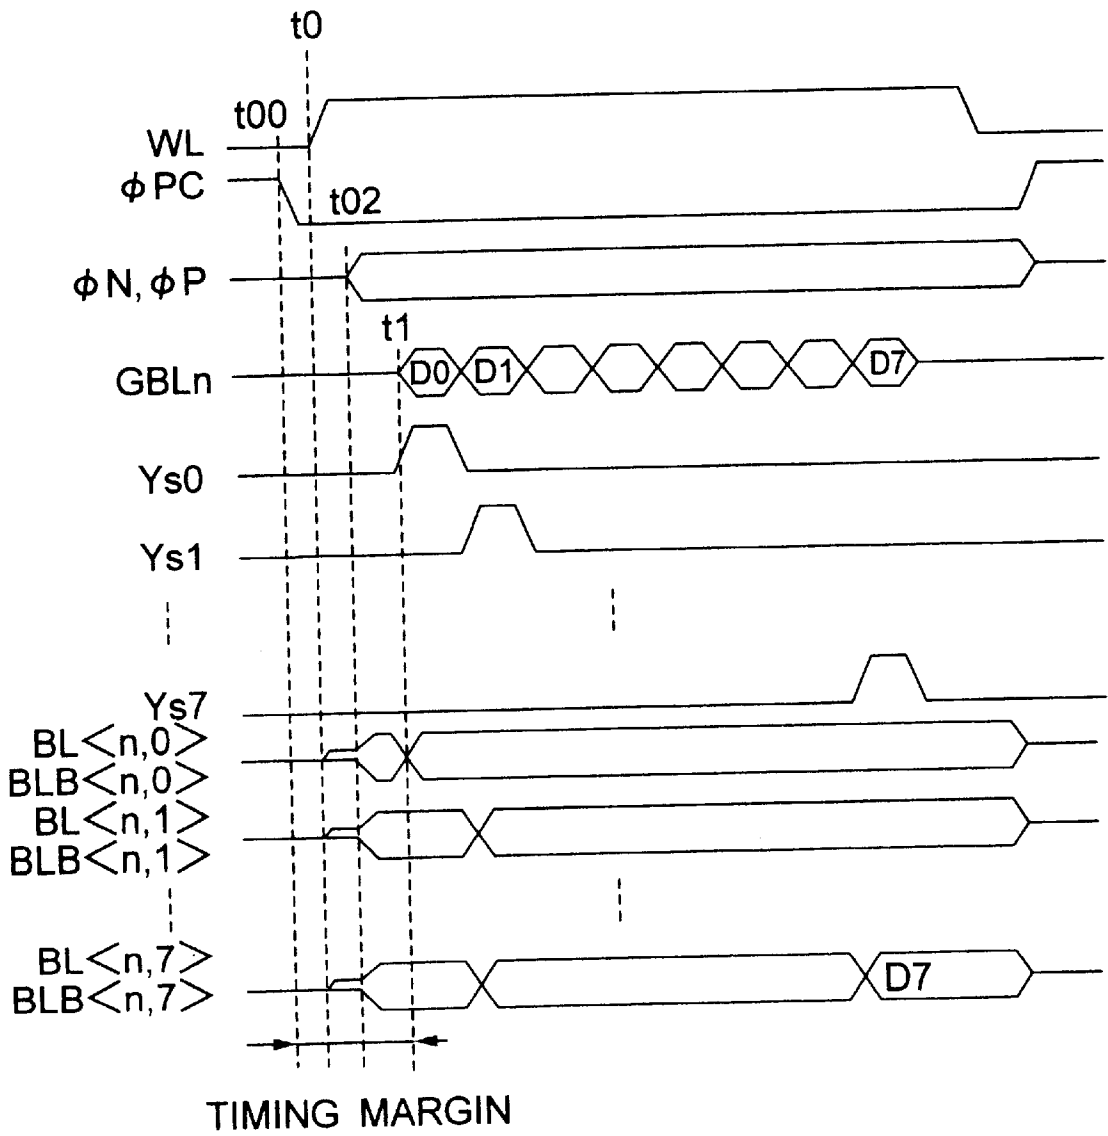 t0
t00
WL
φPC
t02
φN, φP
t1
GBLn
D0
D1
D7
Ys0
Ys1
Ys7
BL<n,0>
BLB<n,0>
BL<n,1>
BLB<n,1>
BL<n,7>
BLB<n,7>
D7
TIMING MARGIN